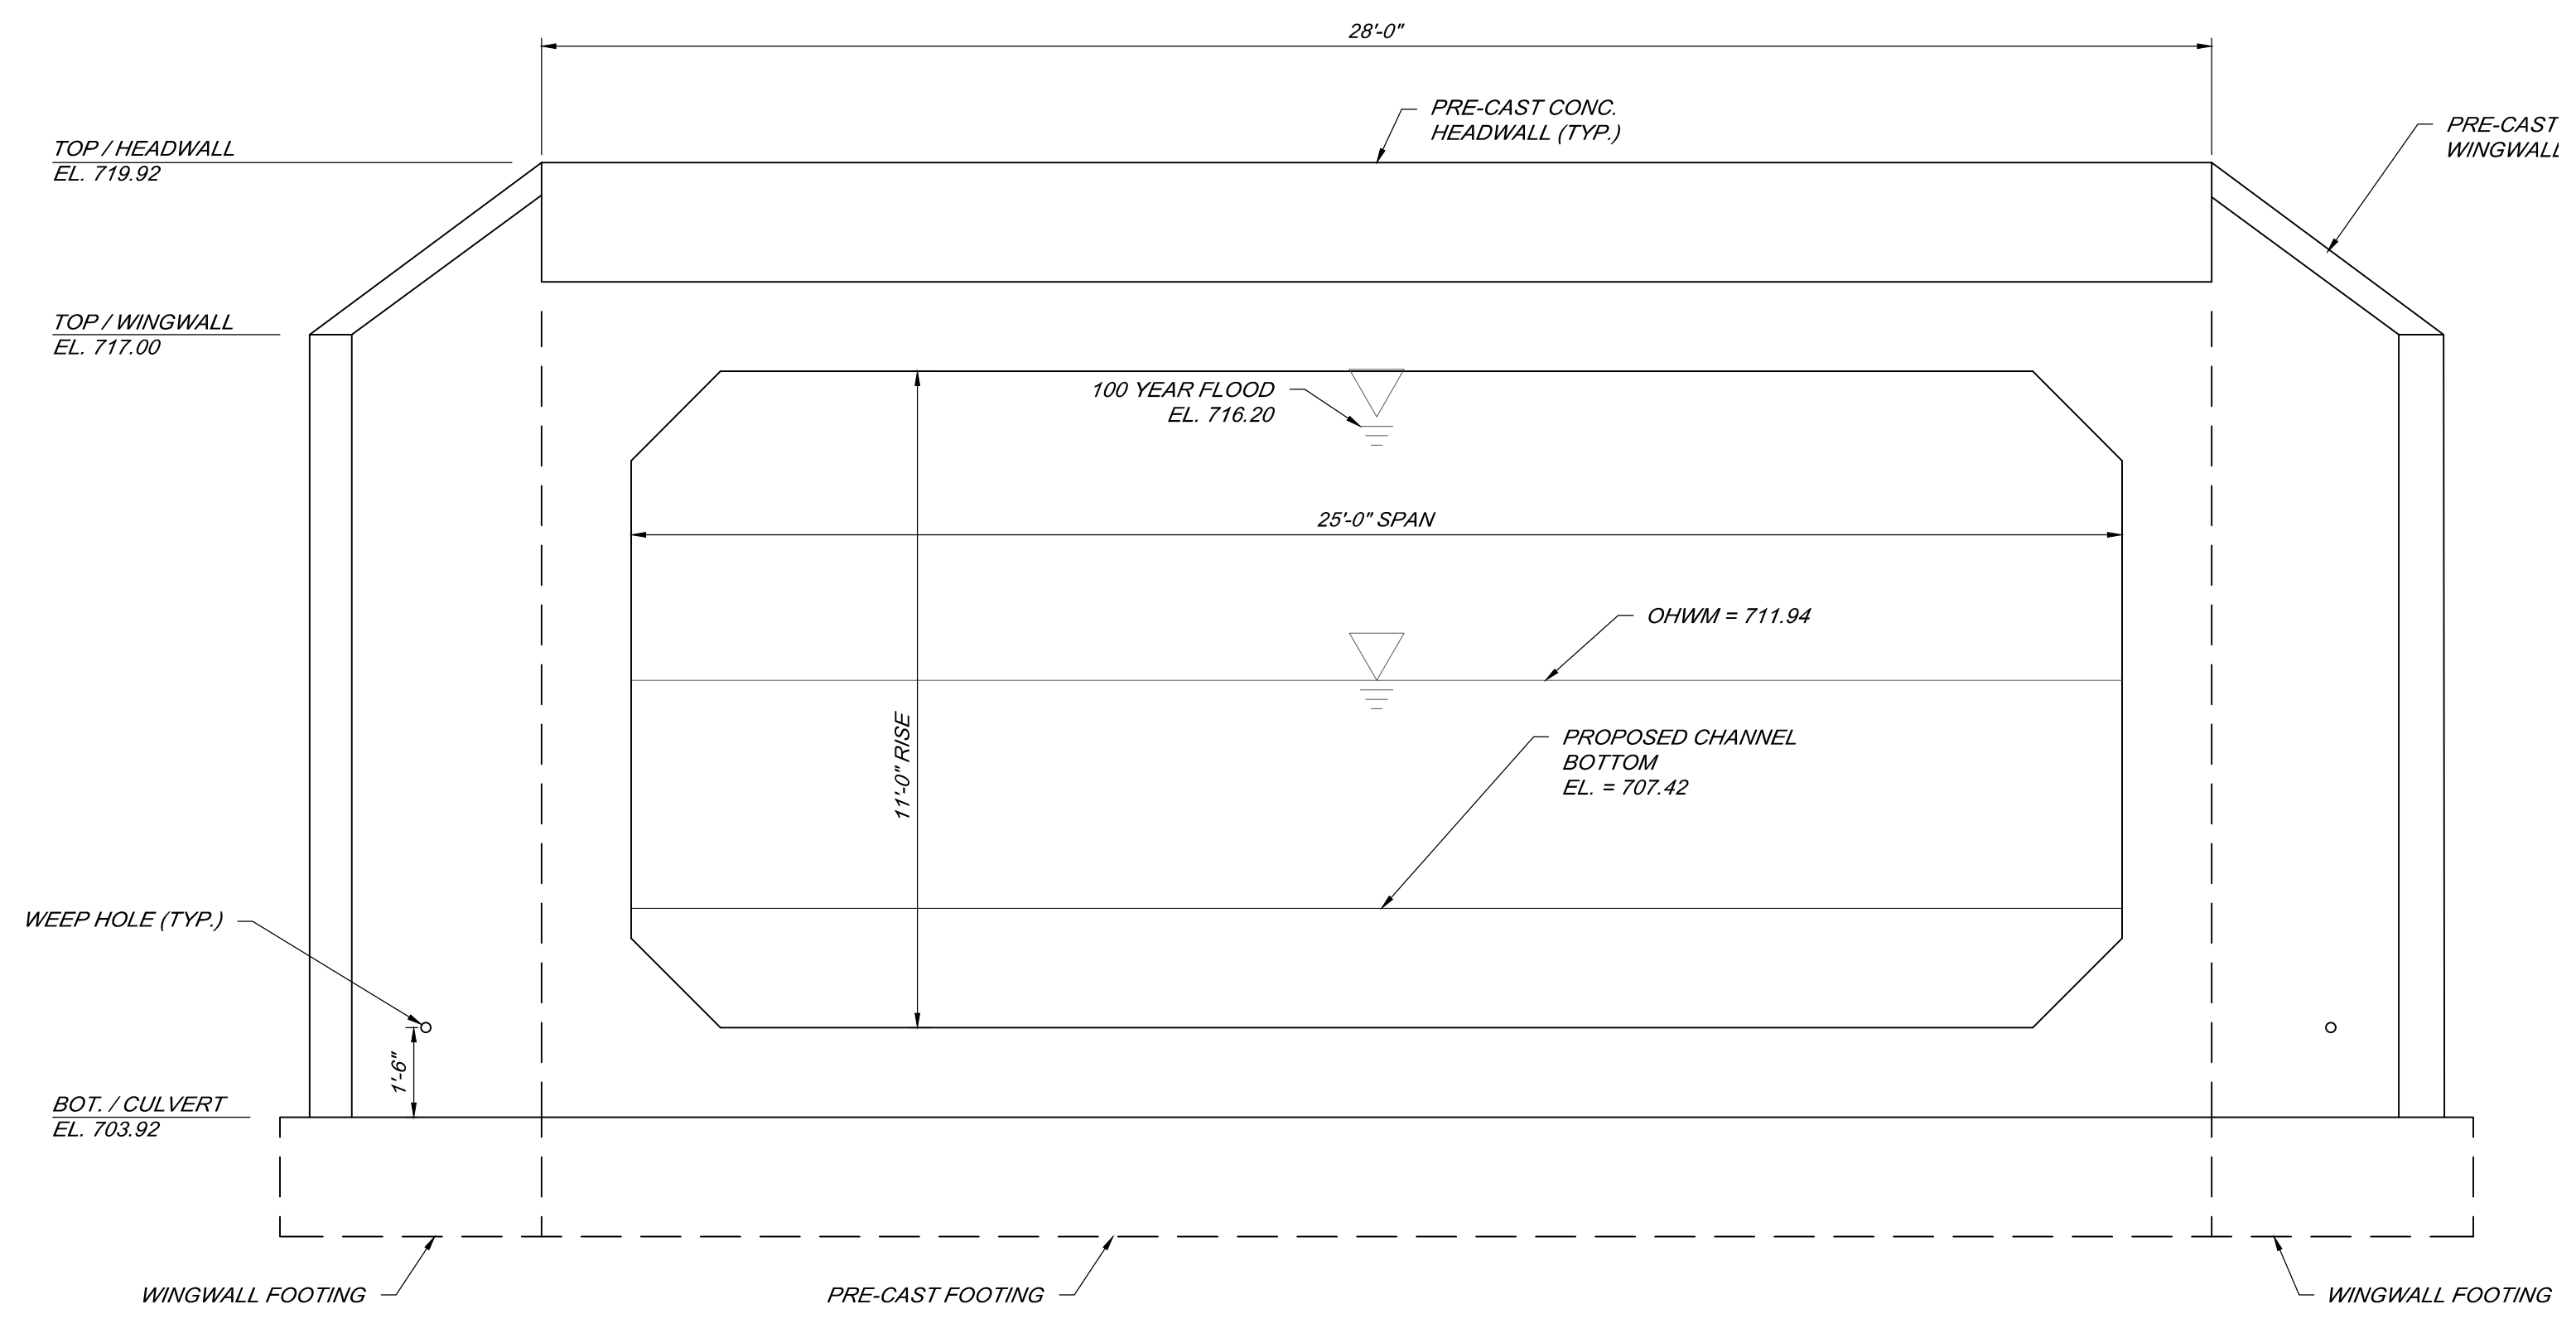 28'-0"
PRE-CAST CONC.
HEADWALL (TYP.)
PRE-CAST
WINGWALL
TOP / HEADWALL
EL. 719.92
TOP / WINGWALL
EL. 717.00
100 YEAR FLOOD
EL. 716.20
25'-0" SPAN
OHWM = 711.94
11'-0" RISE
PROPOSED CHANNEL
BOTTOM
EL. = 707.42
WEEP HOLE (TYP.)
1'-6"
BOT. / CULVERT
EL. 703.92
WINGWALL FOOTING
PRE-CAST FOOTING
WINGWALL FOOTING